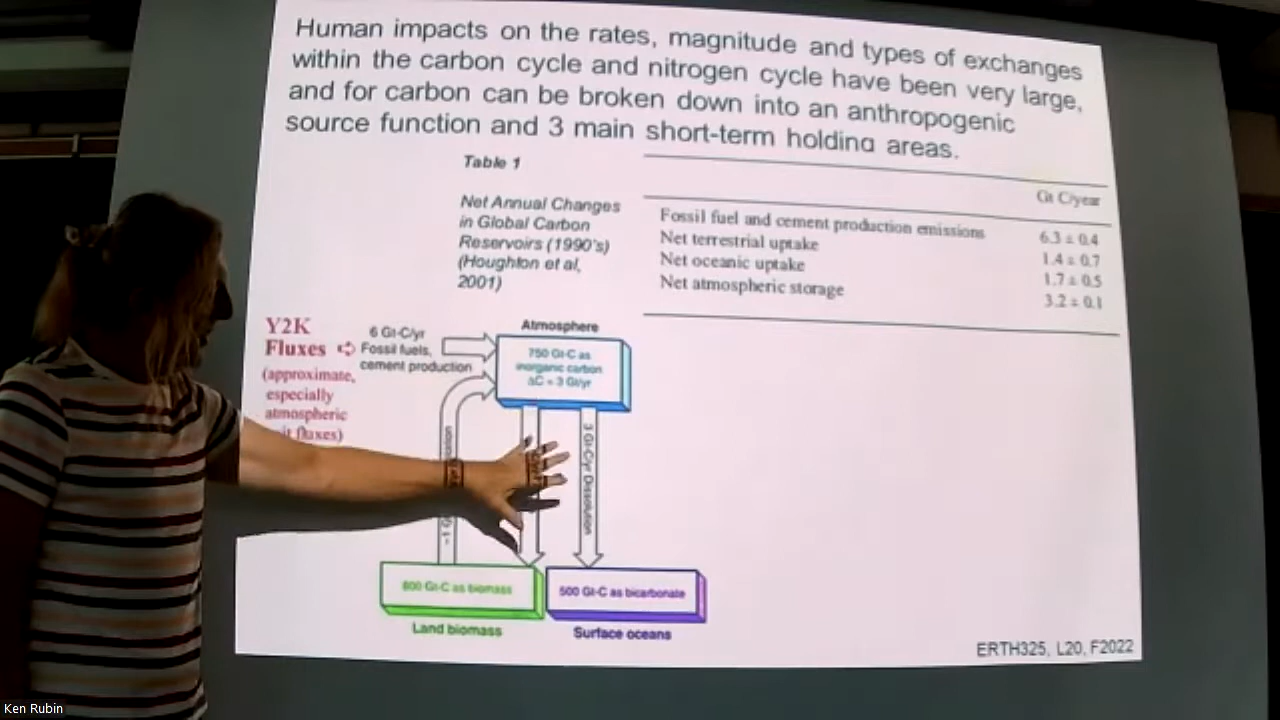 Human impacts on the rates, magnitude and types of exchanges
within the carbon cycle and nitrogen cycle have been very large,
and for carbon can be broken down into an anthropogenic
source function and 3 main short-term holding areas.
Table 1
Net Annual Changes
in Global Carbon
Reservoirs (1990's)
(Houghton et al,
2001)
Gt C/year
Fossil fuel and cement production emissions 6.3 ± 0.4
Net terrestrial uptake 1.4 ± 0.7
Net oceanic uptake 1.7 ± 0.5
Net atmospheric storage 3.2 ± 0.1
Y2K
Fluxes
(approximate,
especially
atmospheric
fluxes)
6 Gt-C/yr
Fossil fuels,
cement production
Atmosphere
750 Gt-C as
inorganic carbon
ΔC = 3 Gt/yr
3 Gt-C/yr Dissolution
600 Gt-C as biomass
Land biomass
500 Gt-C as bicarbonate
Surface oceans
ERTH325, L20, F2022
Ken Rubin